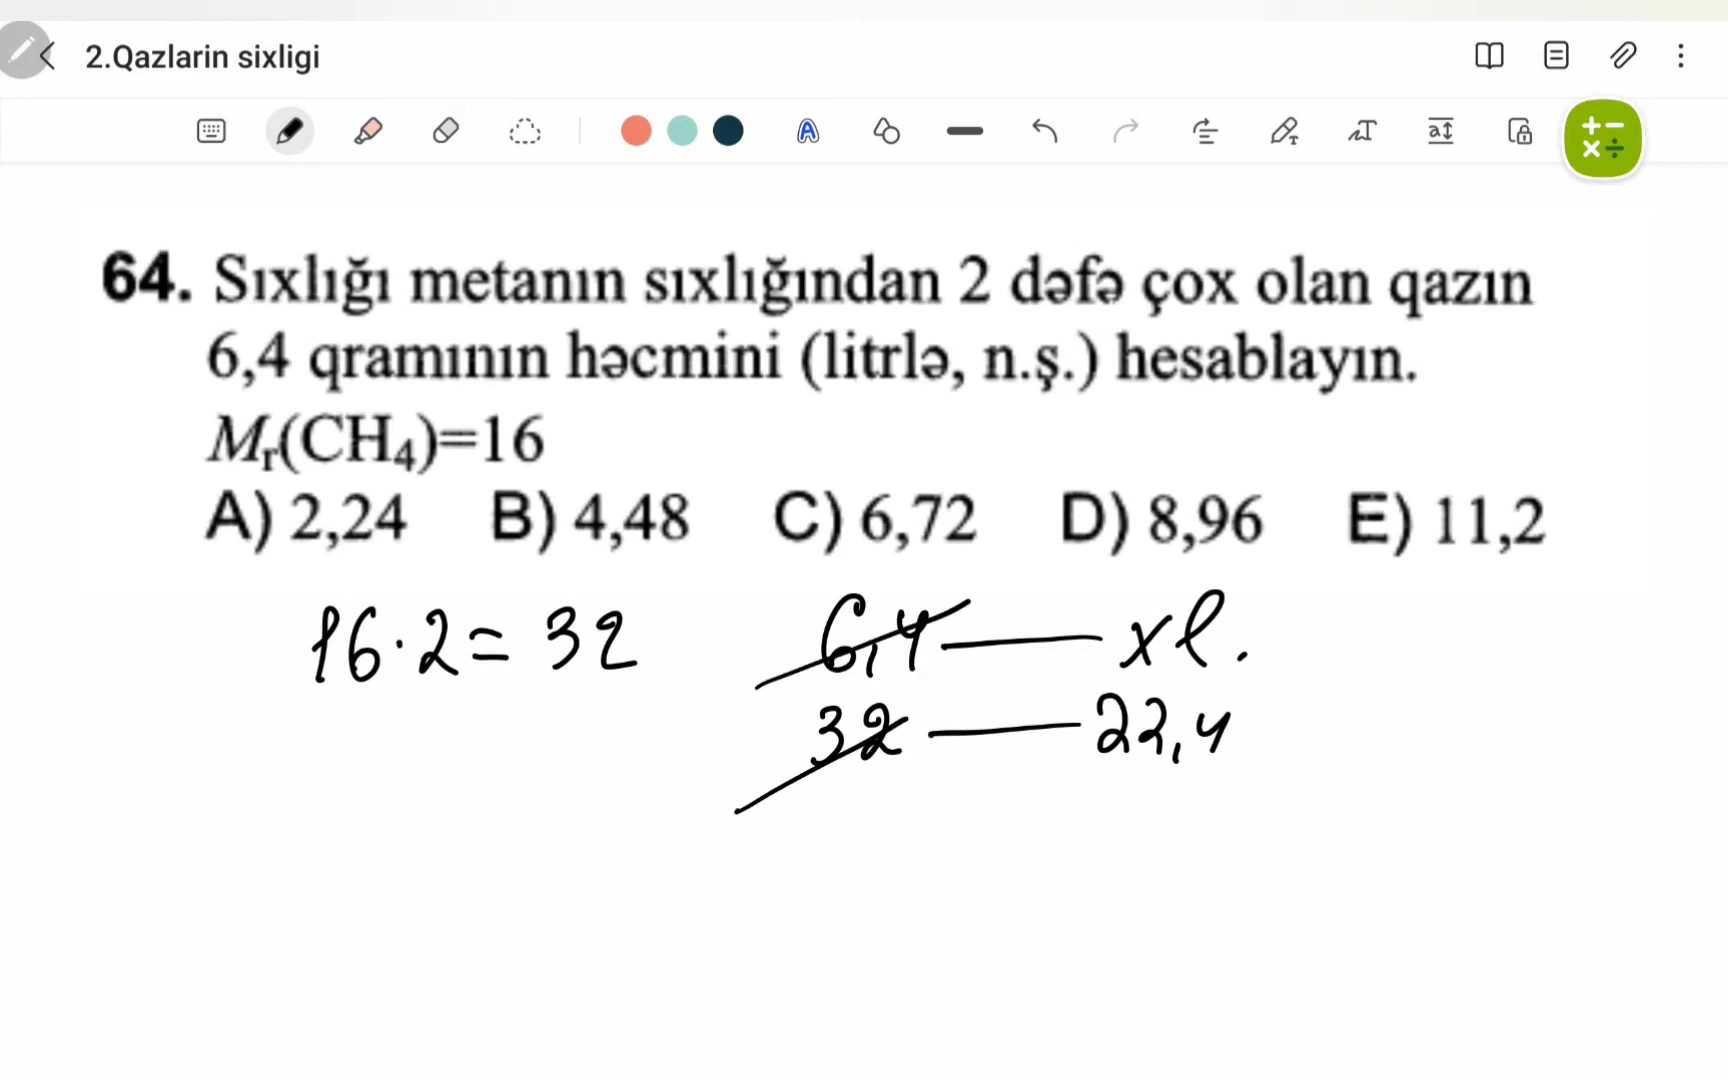 2.Qazlarin sixligi
64. Sıxlığı metanın sıxlığından 2 dəfə çox olan qazın
6,4 qramının həcmini (litrlə, n.ş.) hesablayın.
Mr(CH4)=16
A) 2,24 B) 4,48 C) 6,72 D) 8,96 E) 11,2
16·2=32 6,4 — xl.
32 — 22,4